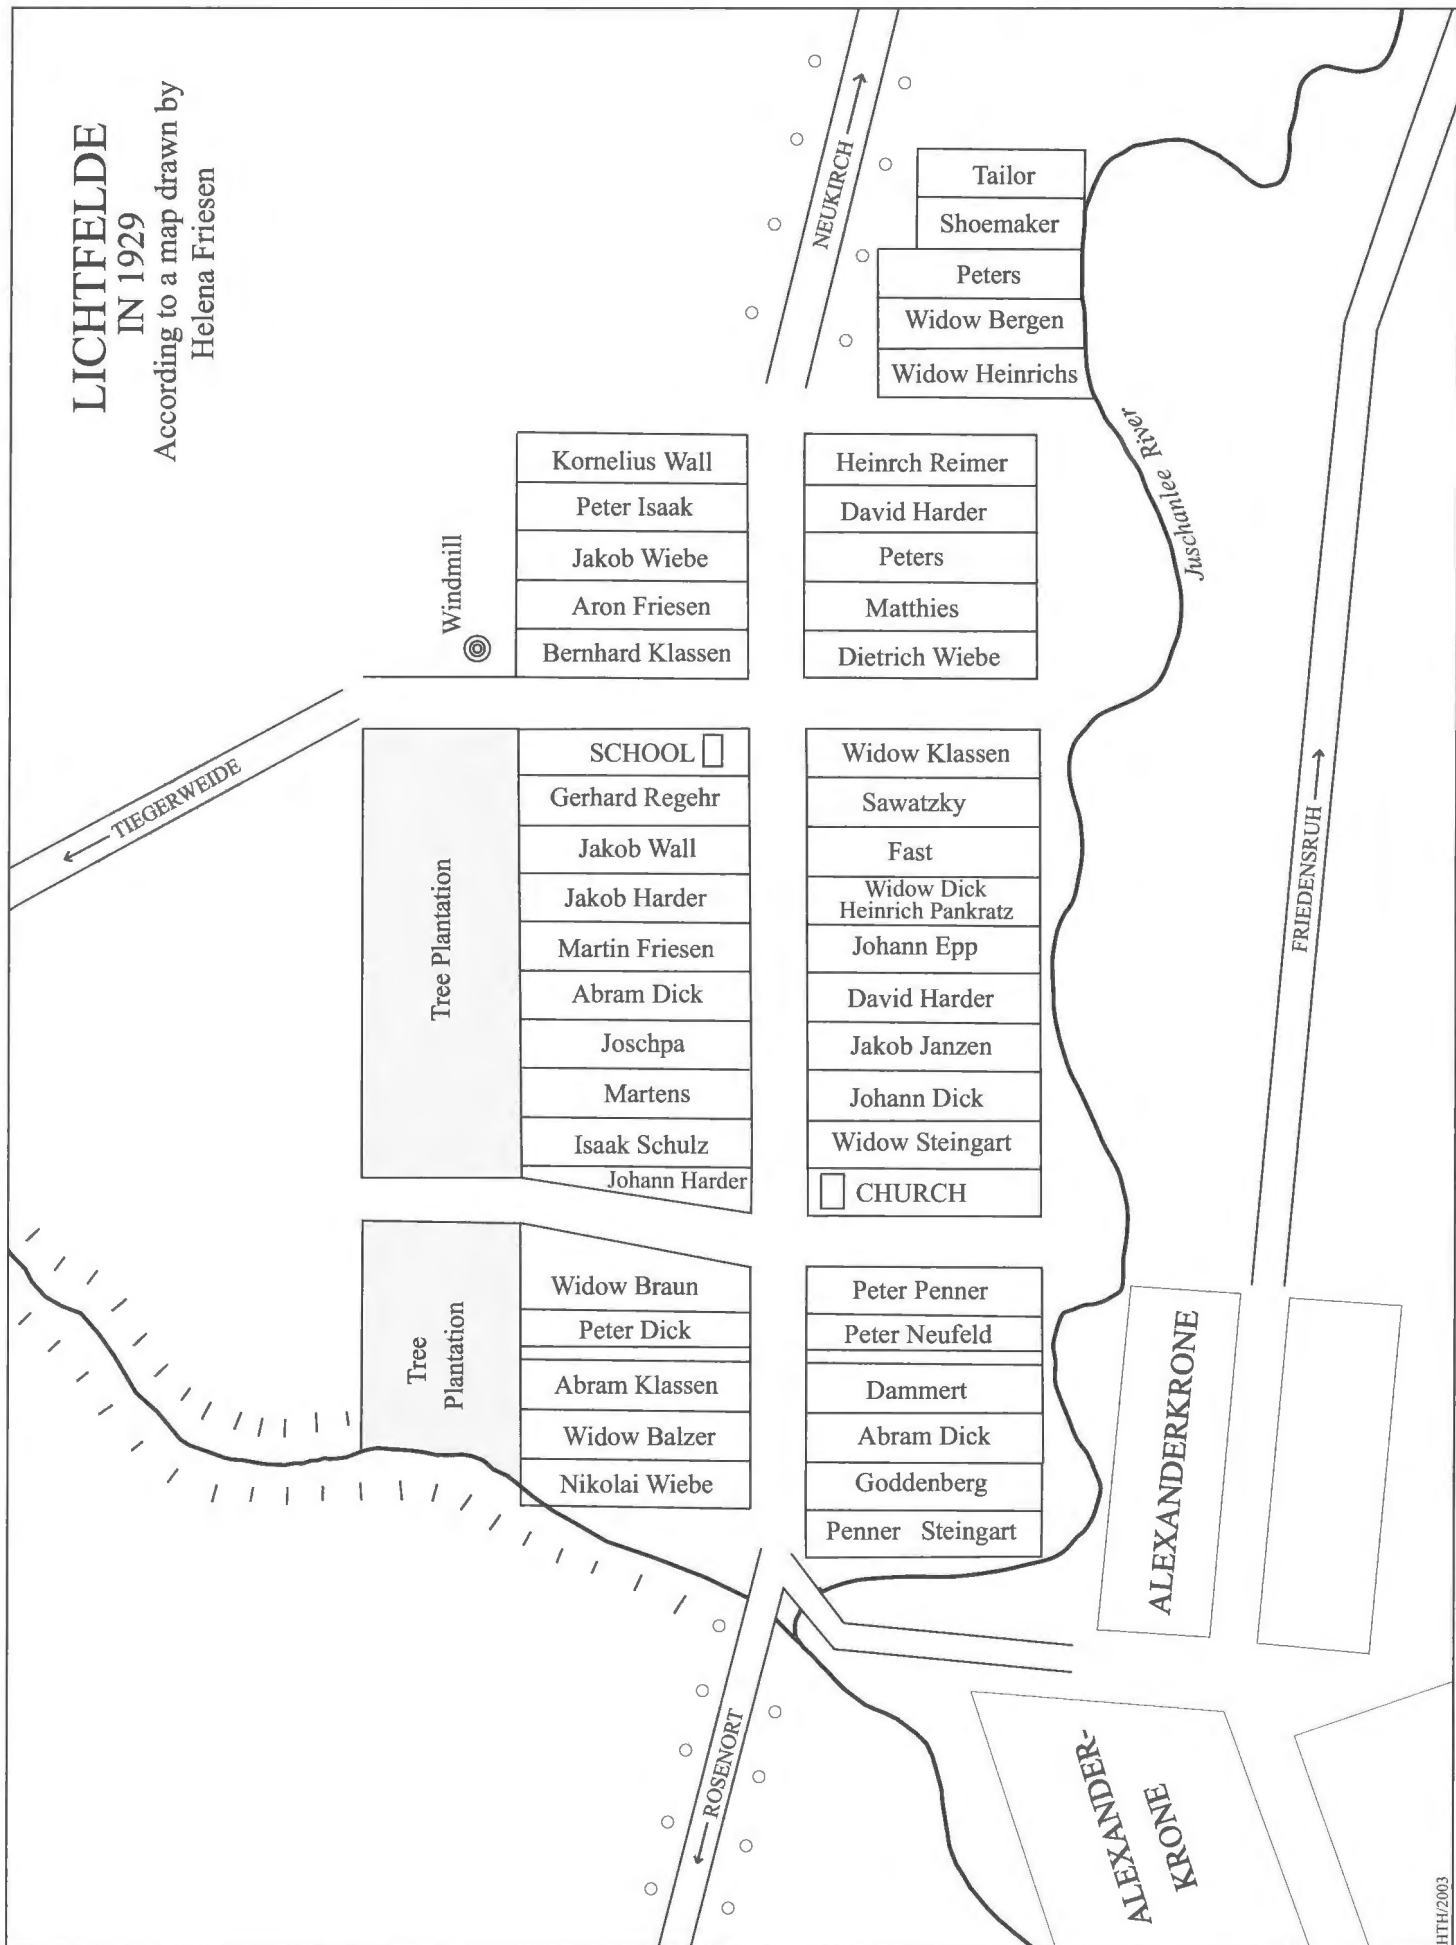 LICHTFELDE
IN 1929
According to a map drawn by
Helena Friesen
NEUKIRCH
Tailor
Shoemaker
Peters
Widow Bergen
Widow Heinrichs
Juschanlee River
Windmill
Kornelius Wall
Peter Isaak
Jakob Wiebe
Aron Friesen
Bernhard Klassen
Heinrch Reimer
David Harder
Peters
Matthies
Dietrich Wiebe
TIEGERWEIDE
Tree Plantation
SCHOOL
Gerhard Regehr
Jakob Wall
Jakob Harder
Martin Friesen
Abram Dick
Joschpa
Martens
Isaak Schulz
Johann Harder
Widow Klassen
Sawatzky
Fast
Widow Dick
Heinrich Pankratz
Johann Epp
David Harder
Jakob Janzen
Johann Dick
Widow Steingart
CHURCH
FRIEDENSRUH
Tree
Plantation
Widow Braun
Peter Dick
Abram Klassen
Widow Balzer
Nikolai Wiebe
Peter Penner
Peter Neufeld
Dammert
Abram Dick
Goddenberg
Penner Steingart
ALEXANDERKRONE
ROSENORT
ALEXANDER-
KRONE
HTH/2003